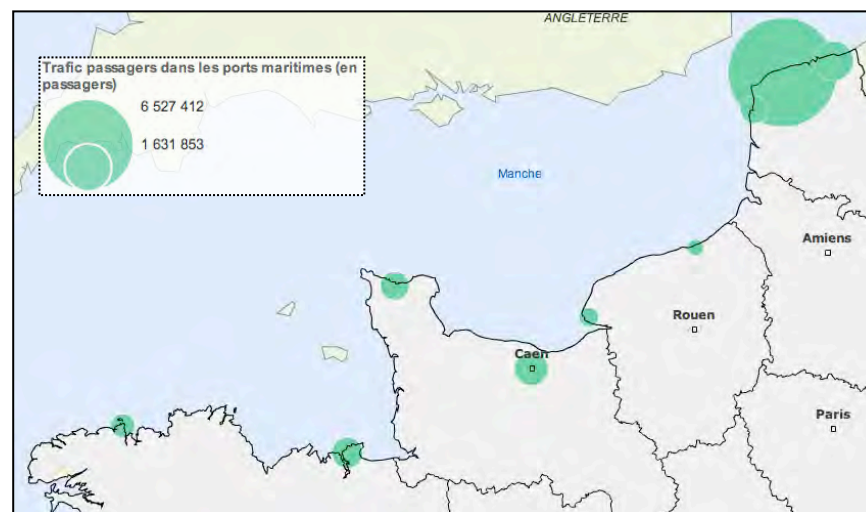 ANGLETERRE
Trafic passagers dans les ports maritimes (en
passagers)
6 527 412
1 631 853
Manche
Amiens
Rouen
Caen
Paris